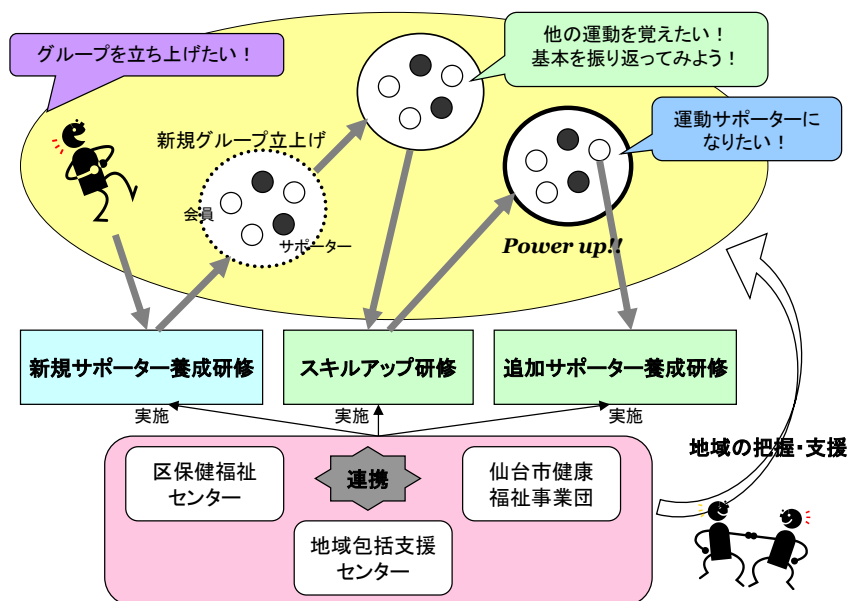 グループを立ち上げたい！
他の運動を覚えたい！
基本を振り返ってみよう！
運動サポーターに
なりたい！
新規グループ立上げ
会員
サポーター
Power up!!
新規サポーター養成研修
スキルアップ研修
追加サポーター養成研修
実施
実施
実施
地域の把握・支援
区保健福祉
センター
連携
仙台市健康
福祉事業団
地域包括支援
センター